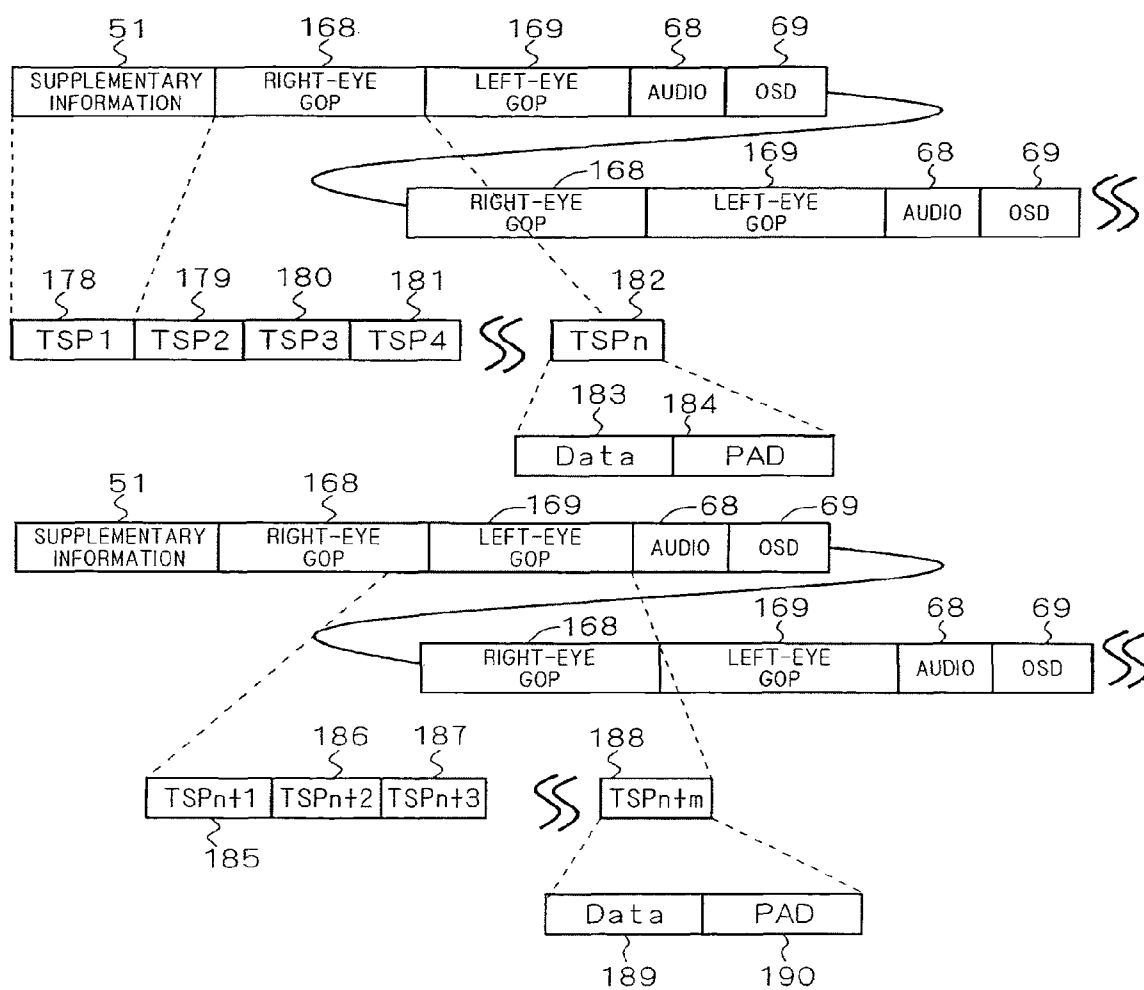 51 168 169 68 69
SUPPLEMENTARY INFORMATION RIGHT-EYE GOP LEFT-EYE GOP AUDIO OSD
168 169 68 69
RIGHT-EYE GOP LEFT-EYE GOP AUDIO OSD
178 179 180 181 182
TSP1 TSP2 TSP3 TSP4 TSPn
183 184
Data PAD
51 168 169 68 69
SUPPLEMENTARY INFORMATION RIGHT-EYE GOP LEFT-EYE GOP AUDIO OSD
168 169 68 69
RIGHT-EYE GOP LEFT-EYE GOP AUDIO OSD
186 187 188
TSPn+1 TSPn+2 TSPn+3 TSPn+m
185
Data PAD
189 190